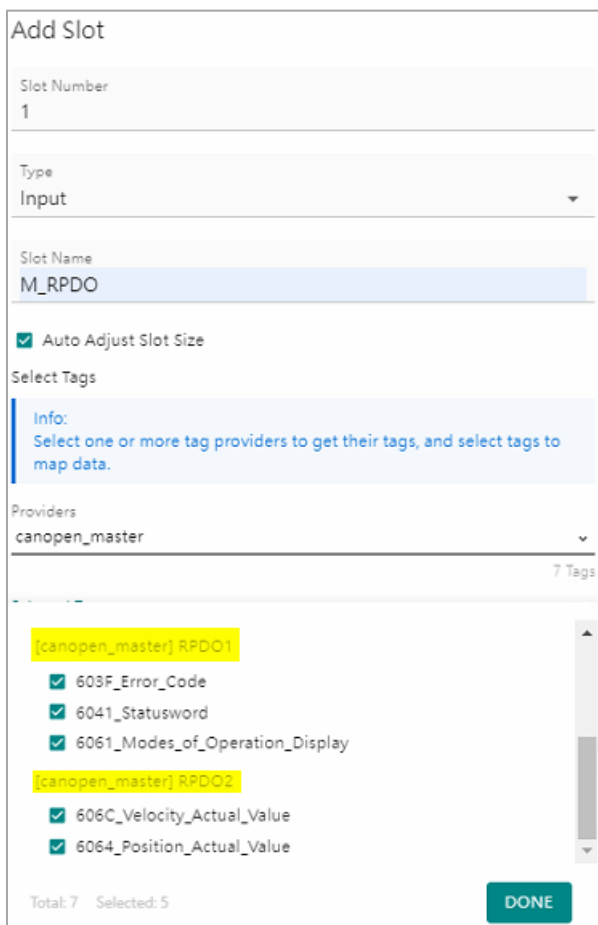 Add Slot
Slot Number
1
Type
Input
Slot Name
M_RPDO
Auto Adjust Slot Size
Select Tags
Info:
Select one or more tag providers to get their tags, and select tags to
map data.
Providers
canopen_master
7 Tags
[canopen_master] RPDO1
603F_Error_Code
6041_Statusword
6061_Modes_of_Operation_Display
[canopen_master] RPDO2
606C_Velocity_Actual_Value
6064_Position_Actual_Value
Total: 7 Selected: 5
DONE